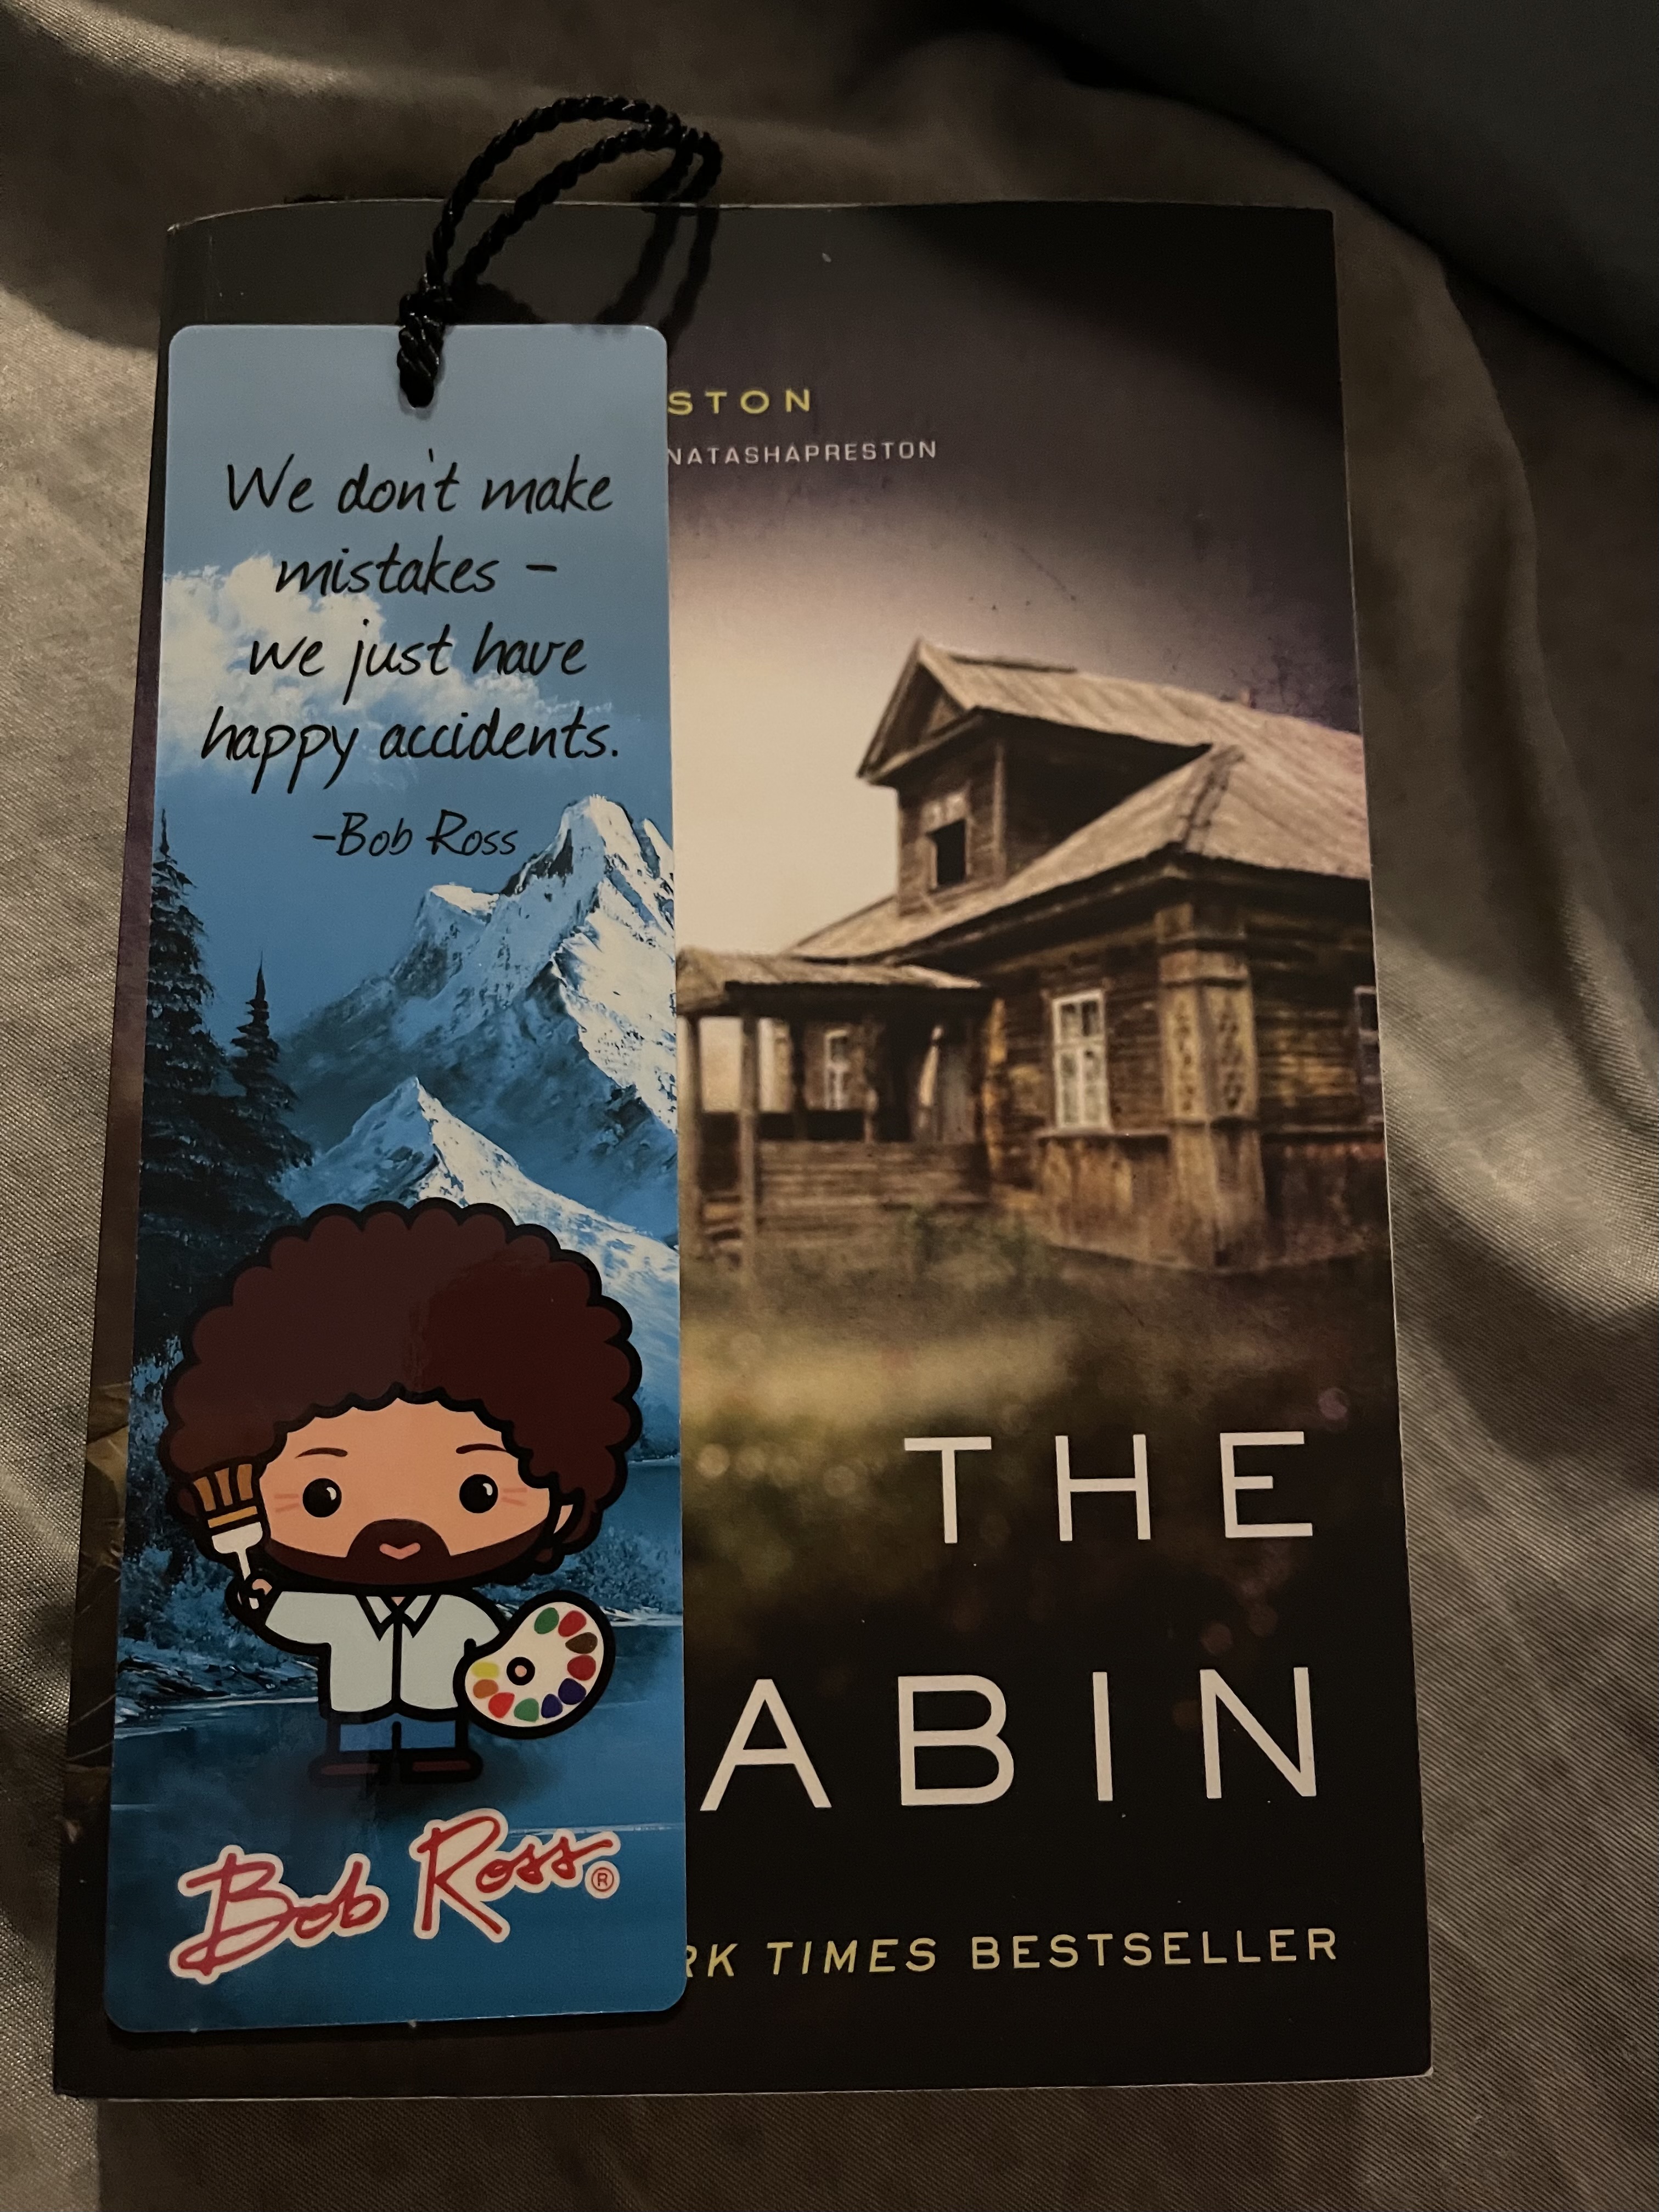 We don't make
mistakes -
we just have
happy accidents.
-Bob Ross
Bob Ross®
STON
NATASHAPRESTON
THE
ABIN
RK TIMES BESTSELLER